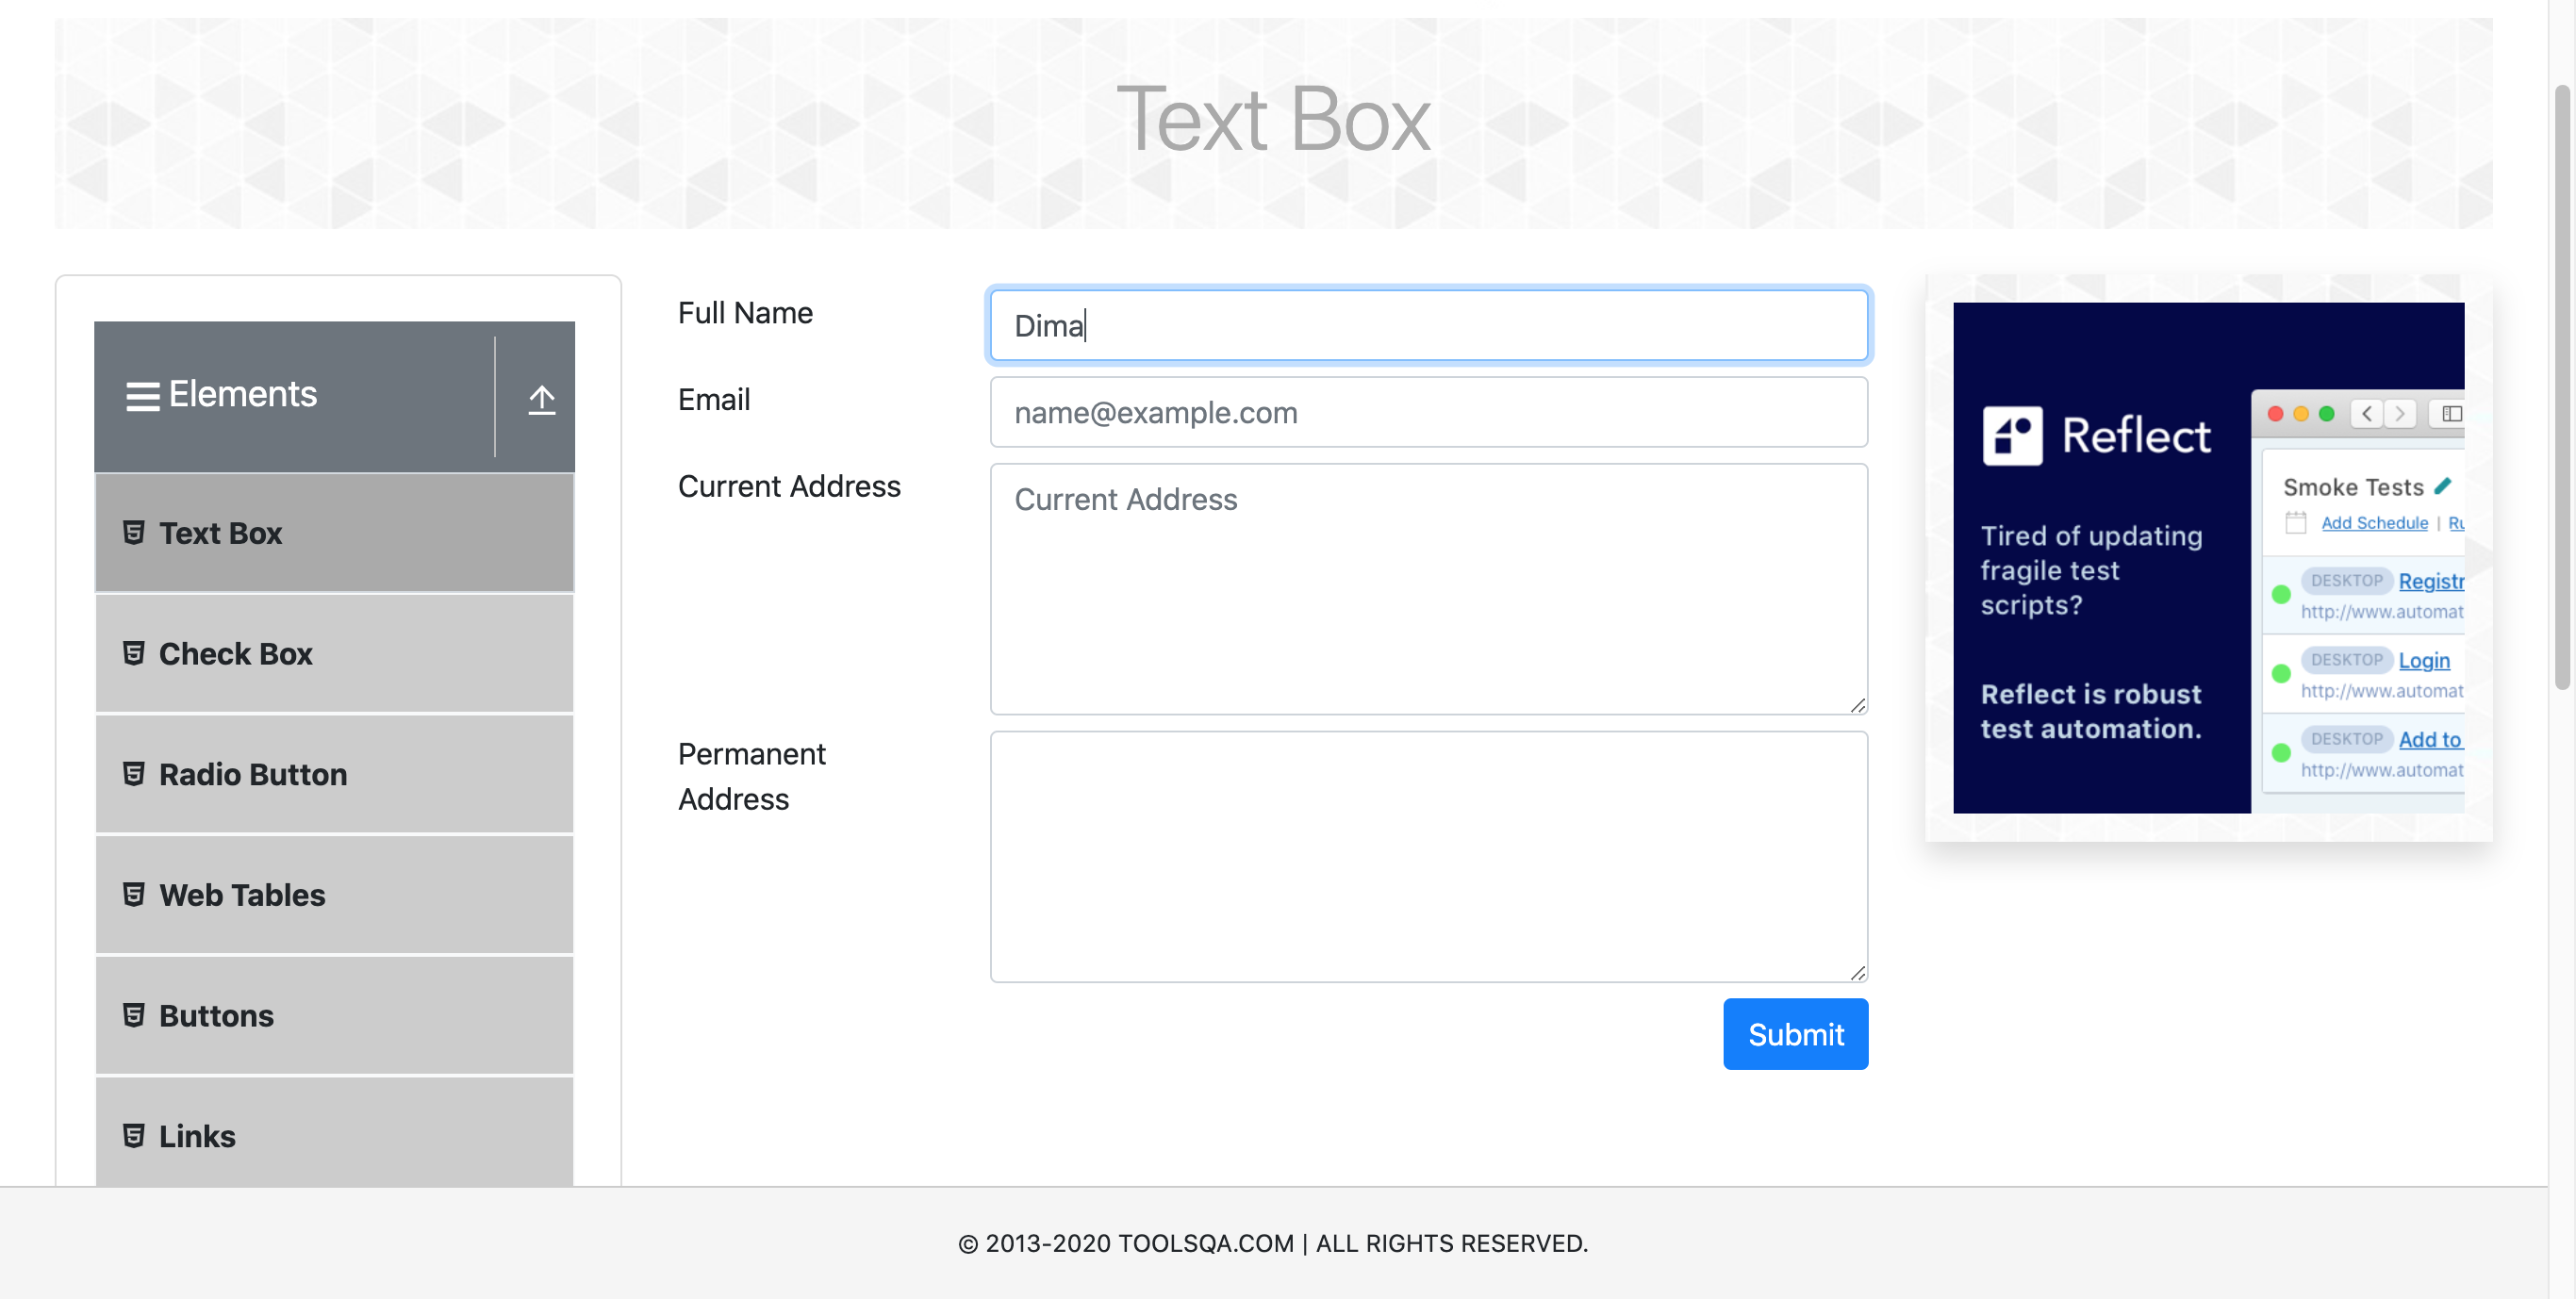 Text Box
Elements
Text Box
Check Box
Radio Button
Web Tables
Buttons
Links
Full Name
Dima
Email
name@example.com
Current Address
Current Address
Permanent
Address
Submit
Reflect
Tired of updating
fragile test
scripts?
Reflect is robust
test automation.
Smoke Tests
Add Schedule | Ru
DESKTOP Registr
http://www.automat
DESKTOP Login
http://www.automat
DESKTOP Add to
http://www.automat
© 2013-2020 TOOLSQA.COM | ALL RIGHTS RESERVED.